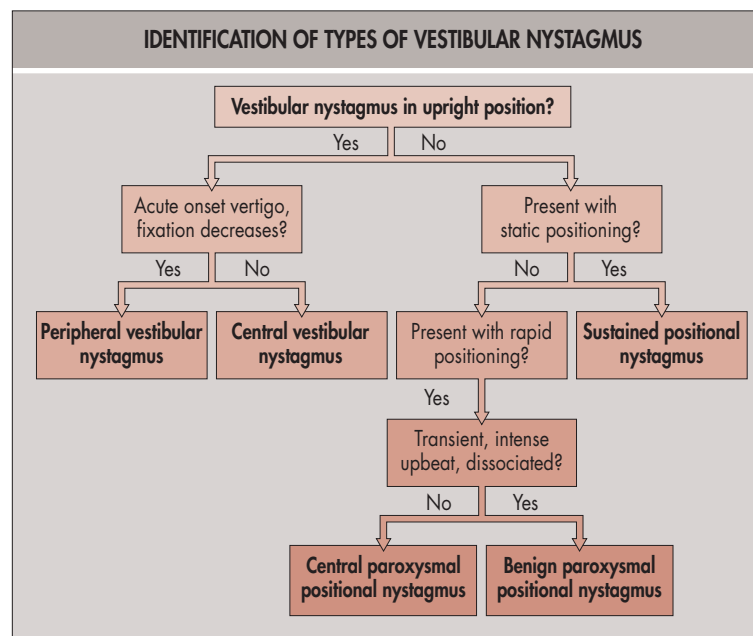 IDENTIFICATION OF TYPES OF VESTIBULAR NYSTAGMUS
Vestibular nystagmus in upright position?
Yes No
Acute onset vertigo,
fixation decreases?
Present with
static positioning?
Yes No
No Yes
Peripheral vestibular
nystagmus
Central vestibular
nystagmus
Present with rapid
positioning?
Sustained positional
nystagmus
Yes
Transient, intense
upbeat, dissociated?
No Yes
Central paroxysmal
positional nystagmus
Benign paroxysmal
positional nystagmus